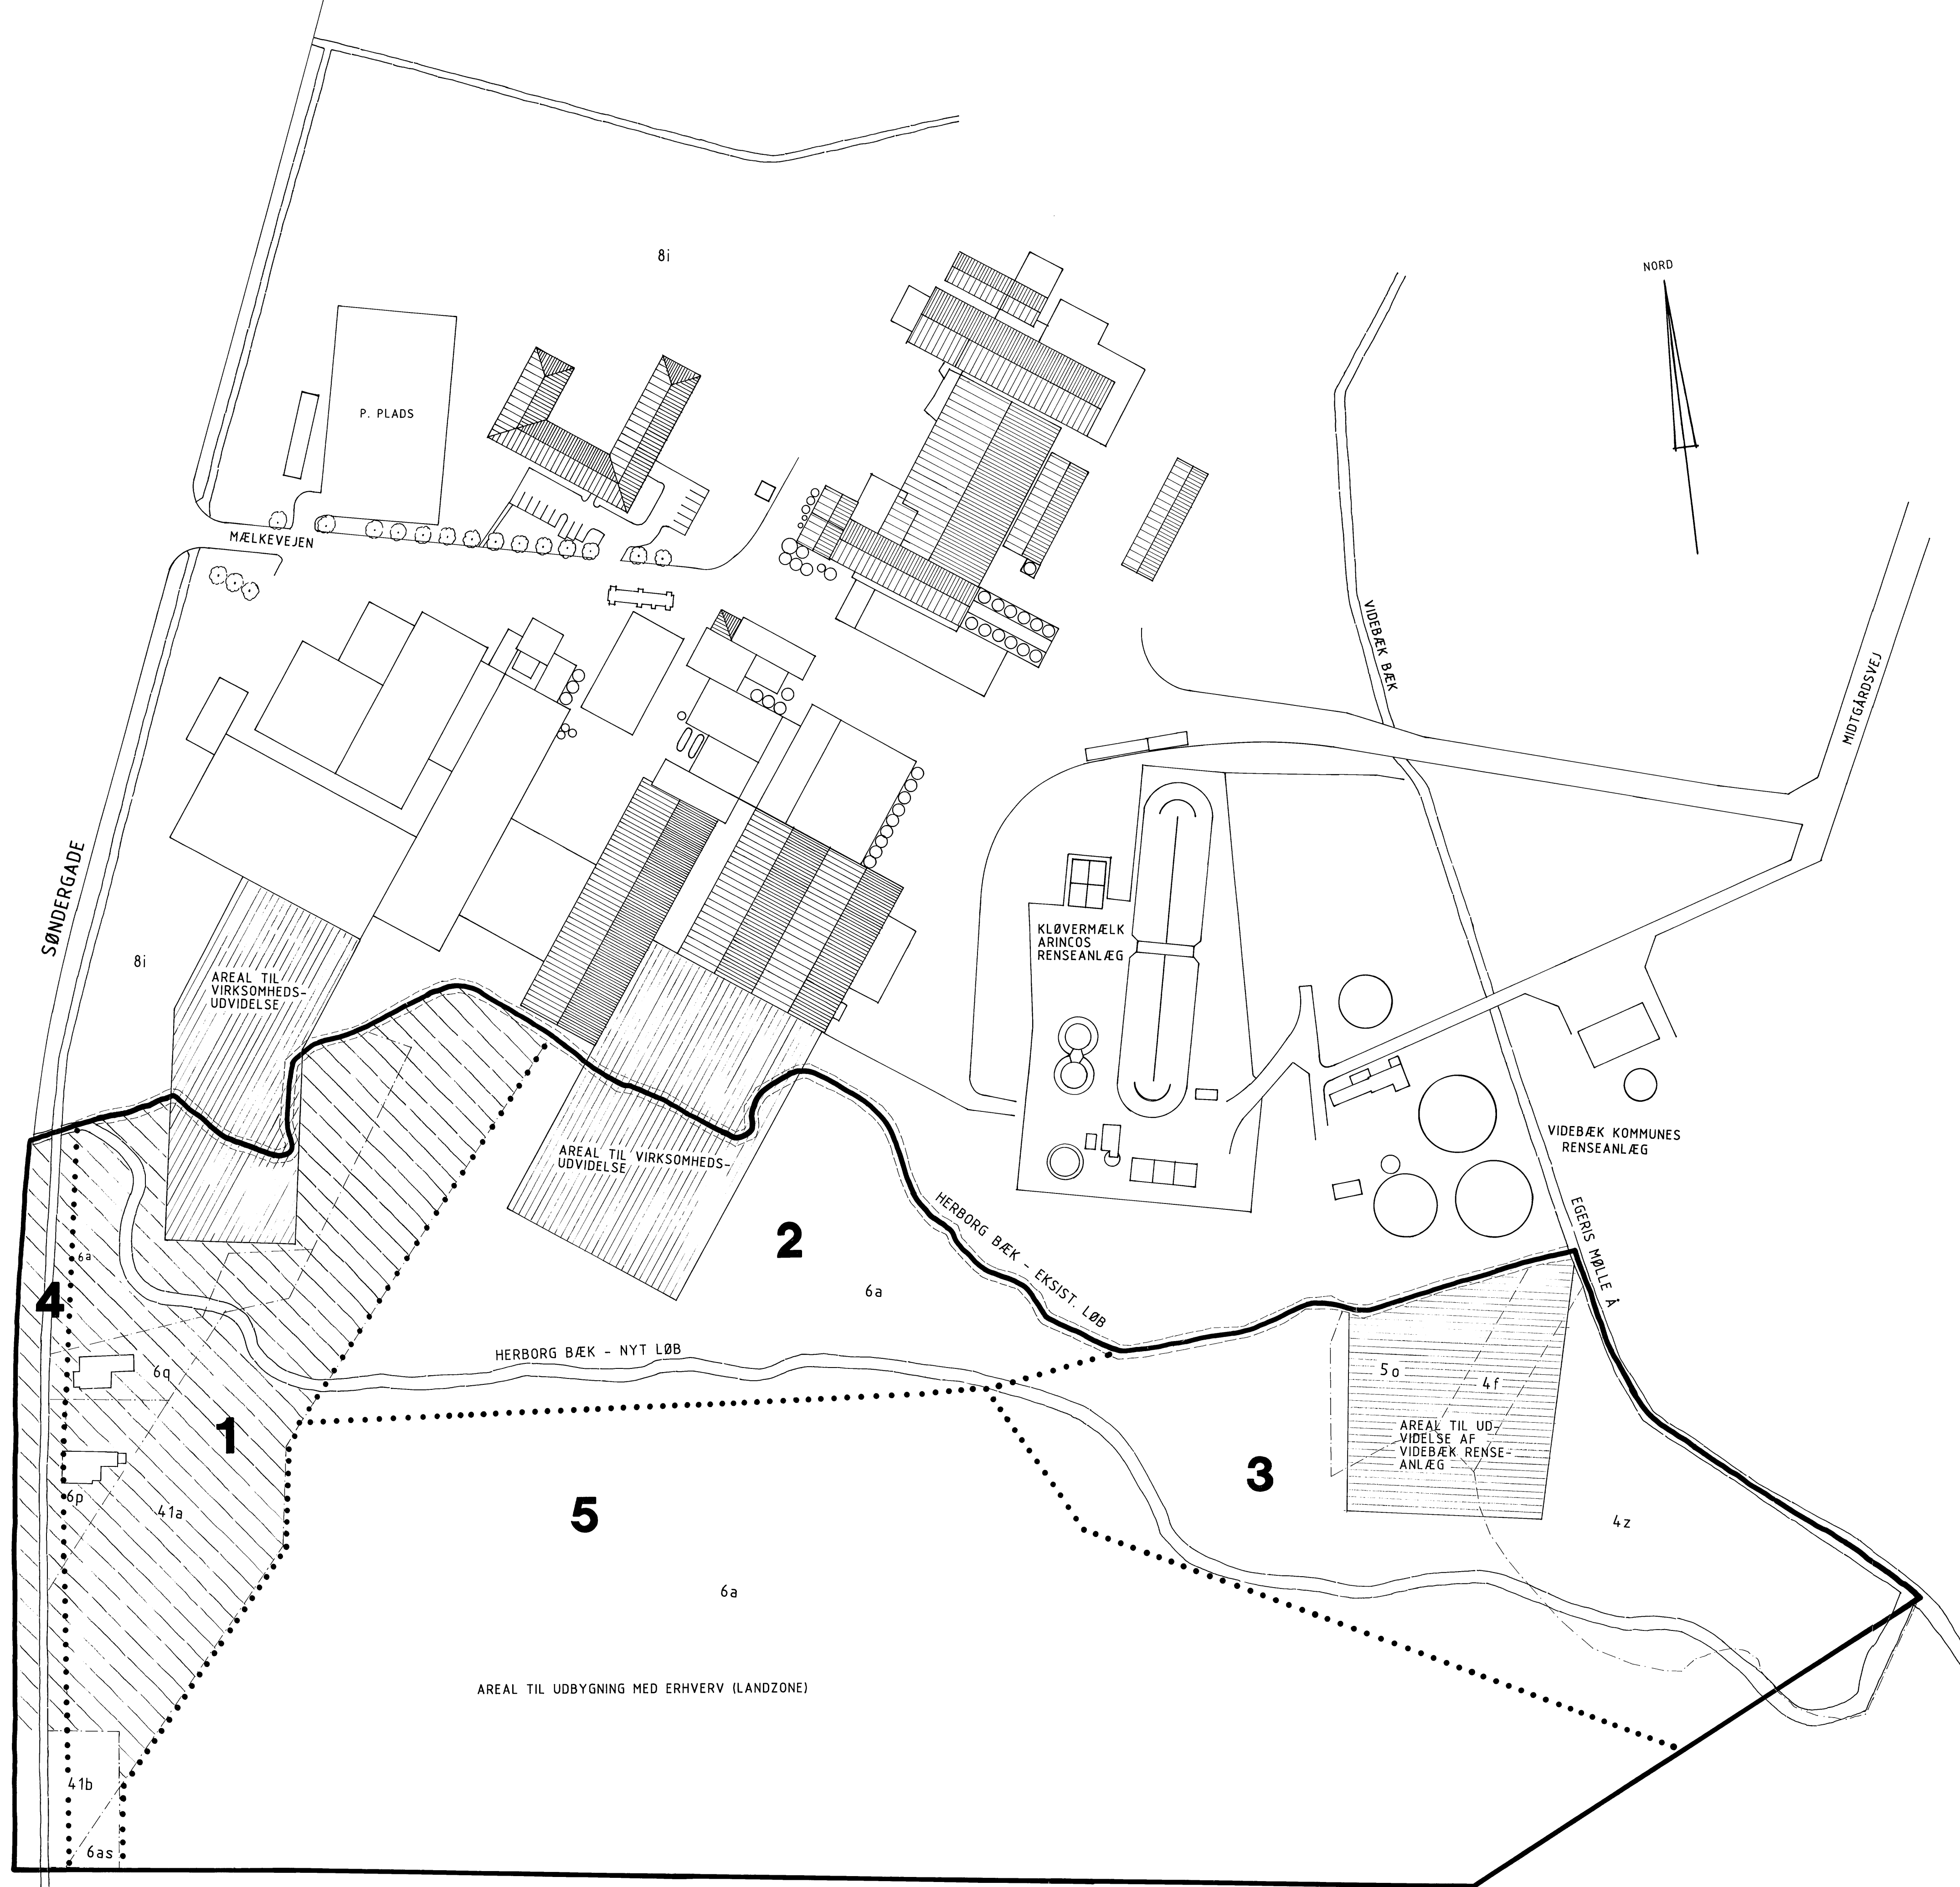 8i
NORD
P. PLADS
MÆLKEVEJEN
VIDEBÆK BÆK
MIDTGÅRDSVEJ
SØNDERGADE
KLØVERMÆLK
ARINCOS
RENSEANLÆG
8i
AREAL TIL
VIRKSOMHEDS-
UDVIDELSE
VIDEBÆK KOMMUNES
RENSEANLÆG
AREAL TIL VIRKSOMHEDS-
UDVIDELSE
EGERIS MØLLE Å
HERBORG BÆK - EKSIST. LØB
2
6a
6a
4
HERBORG BÆK - NYT LØB
6q
5o
4f
1
AREAL TIL UD-
VIDELSE AF
VIDEBÆK RENSE-
ANLÆG
3
6p
41a
5
4z
6a
AREAL TIL UDBYGNING MED ERHVERV (LANDZONE)
41b
6as